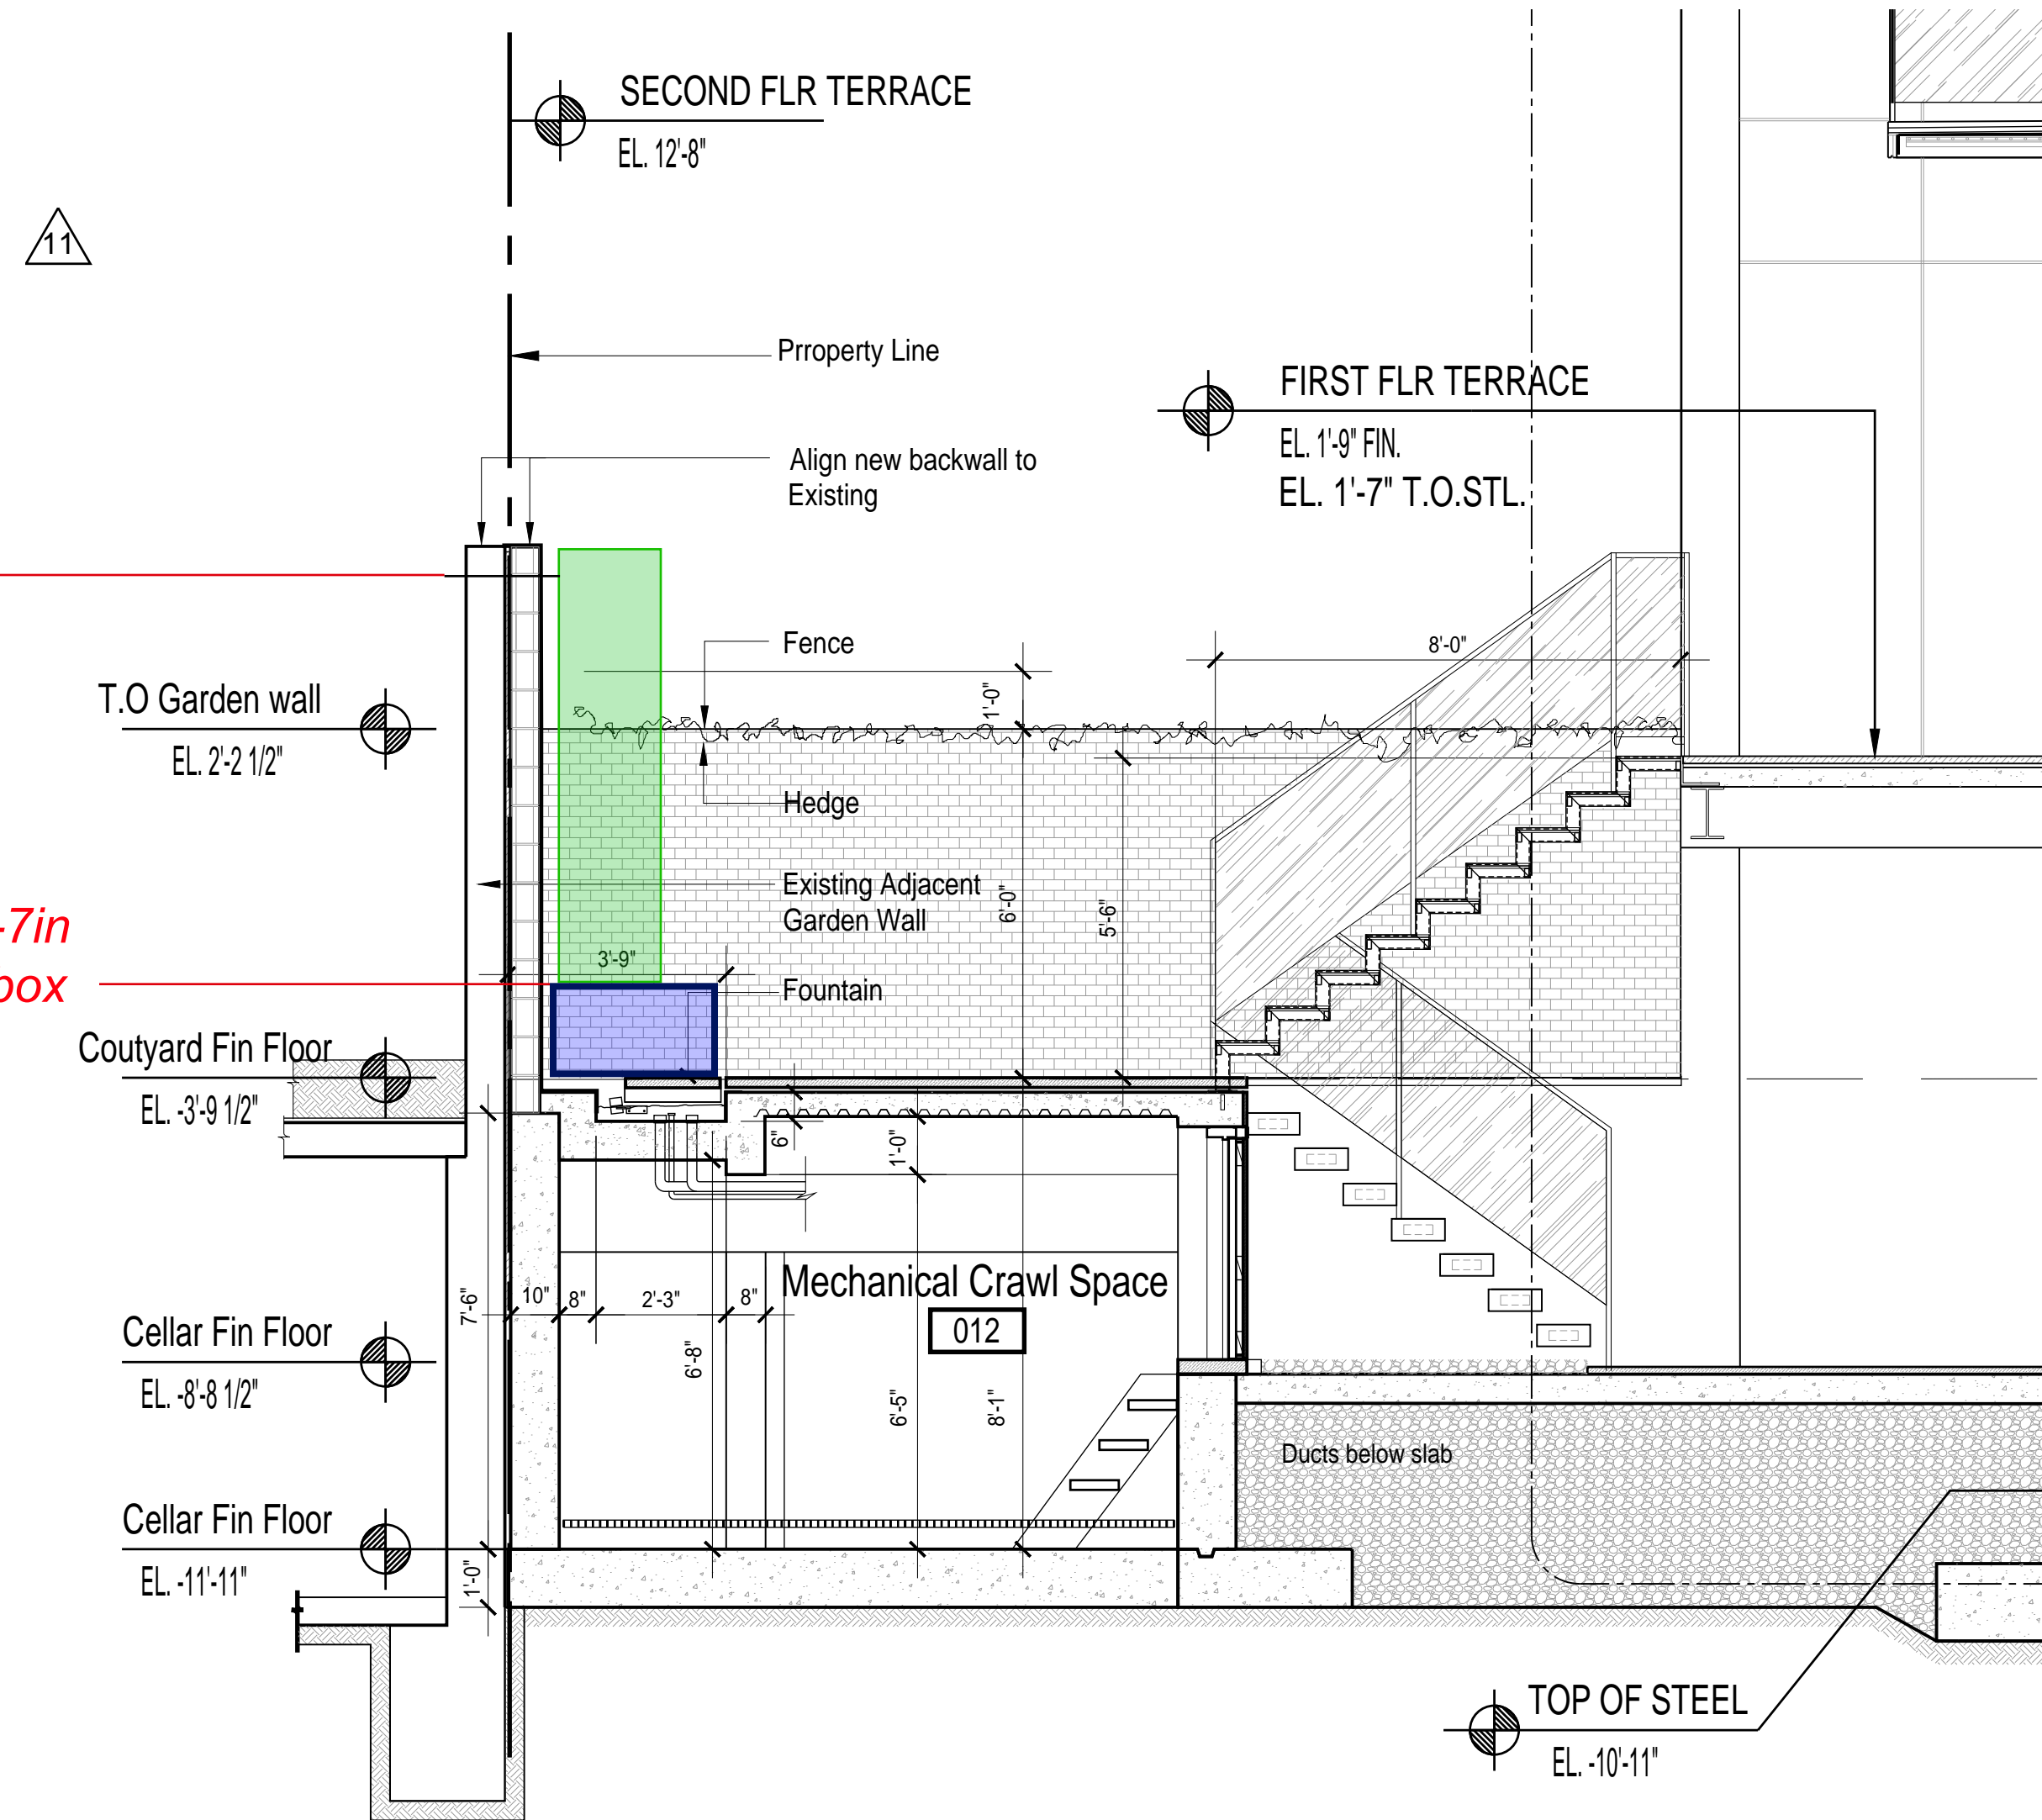 SECOND FLR TERRACE
EL. 12'-8"
11
Prroperty Line
FIRST FLR TERRACE
EL. 1'-9" FIN.
EL. 1'-7" T.O.STL.
Align new backwall to
Existing
Fence
8'-0"
1'-0"
T.O Garden wall
EL. 2'-2 1/2"
Hedge
Existing Adjacent
Garden Wall
6'-0"
5'-6"
-7in
box
3'-9"
Fountain
Coutyard Fin Floor
EL. -3'-9 1/2"
6"
1'-0"
Mechanical Crawl Space
012
7'-6"
10"
8"
2'-3"
8"
6'-8"
6'-5"
8'-1"
Cellar Fin Floor
EL. -8'-8 1/2"
Ducts below slab
Cellar Fin Floor
EL. -11'-11"
1'-0"
TOP OF STEEL
EL. -10'-11"